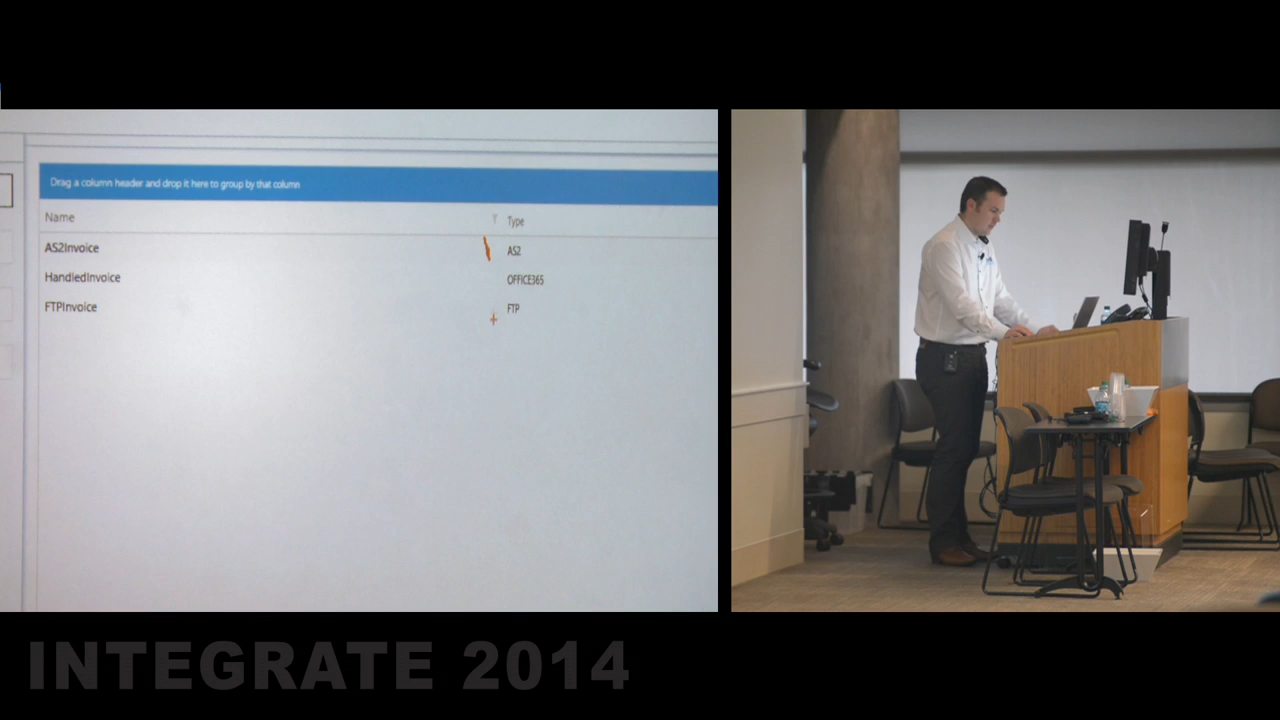 Drag a column header and drop it here to group by that column
Name Type
AS2Invoice AS2
HandledInvoice OFFICE365
FTPInvoice FTP
INTEGRATE 2014